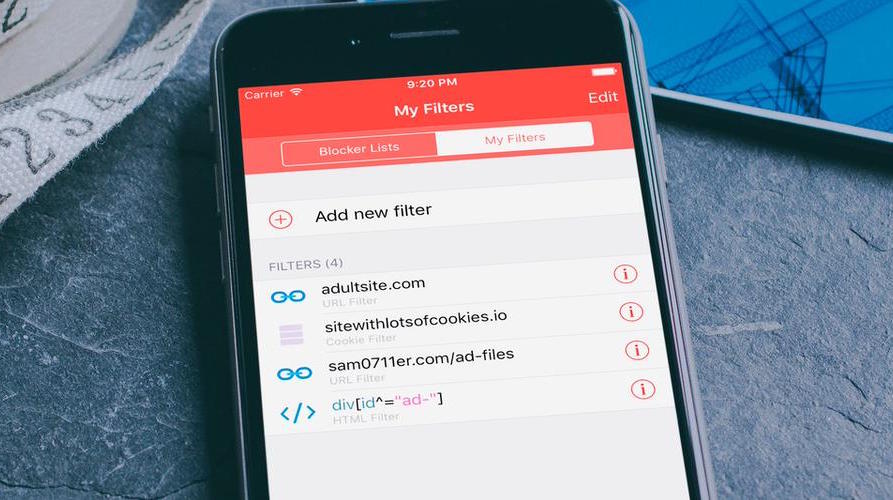 Carrier 9:20 PM
My Filters Edit
Blocker Lists My Filters
Add new filter
FILTERS (4)
adultsite.com
URL Filter
sitewithlotsofcookies.io
Cookie Filter
sam0711er.com/ad-files
URL Filter
div[id^="ad-"]
HTML Filter